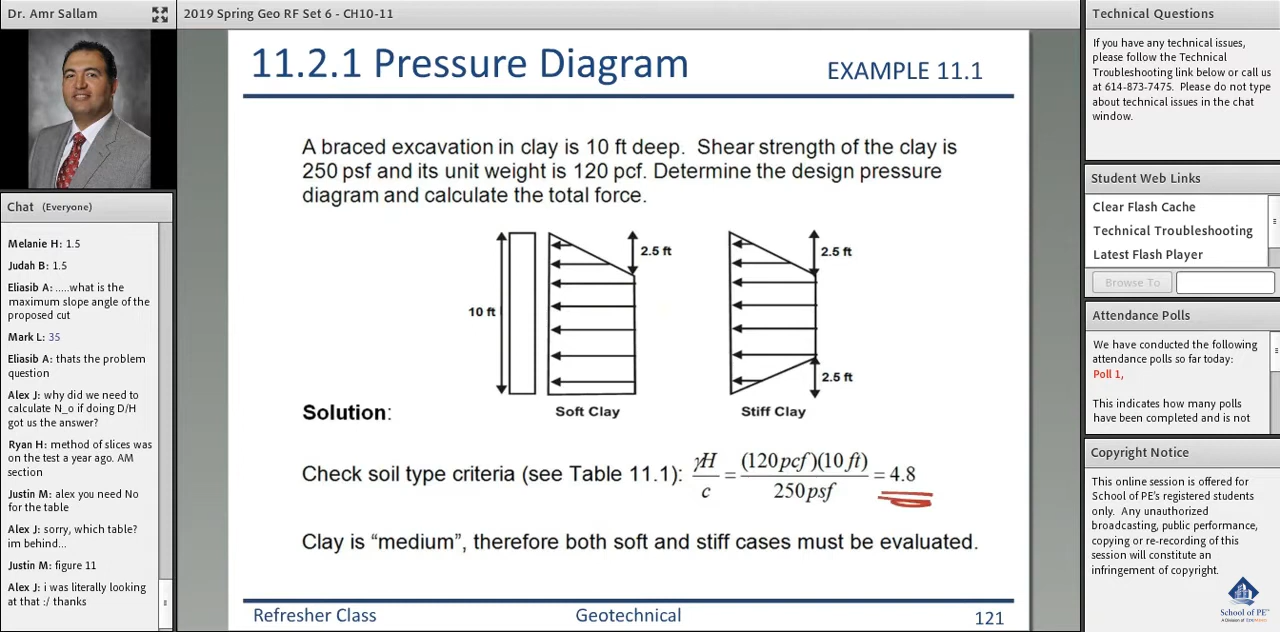 Dr. Amr Sallam
2019 Spring Geo RF Set 6 - CH10-11
Technical Questions
If you have any technical issues,
please follow the Technical
Troubleshooting link below or call us
at 614-873-7475. Please do not type
about technical issues in the chat
window.
Student Web Links
Clear Flash Cache
Technical Troubleshooting
Latest Flash Player
Browse To
Attendance Polls
We have conducted the following
attendance polls so far today:
Poll 1,
This indicates how many polls
have been completed and is not
Copyright Notice
This online session is offered for
School of PE's registered students
only. Any unauthorized
broadcasting, public performance,
copying or re-recording of this
session will constitute an
infringement of copyright.
School of PE™
Chat (Everyone)
Melanie H: 1.5
Judah B: 1.5
Eliasib A: .....what is the
maximum slope angle of the
proposed cut
Mark L: 35
Eliasib A: thats the problem
question
Alex J: why did we need to
calculate N_o if doing D/H
got us the answer?
Ryan H: method of slices was
on the test a year ago. AM
section
Justin M: alex you need No
for the table
Alex J: sorry, which table?
im behind...
Justin M: figure 11
Alex J: i was literally looking
at that :/ thanks
11.2.1 Pressure Diagram
EXAMPLE 11.1
A braced excavation in clay is 10 ft deep. Shear strength of the clay is
250 psf and its unit weight is 120 pcf. Determine the design pressure
diagram and calculate the total force.
2.5 ft
2.5 ft
10 ft
2.5 ft
Soft Clay
Stiff Clay
Solution:
Check soil type criteria (see Table 11.1): γH/c = (120pcf)(10 ft)/250psf = 4.8
Clay is “medium”, therefore both soft and stiff cases must be evaluated.
Refresher Class
Geotechnical
121